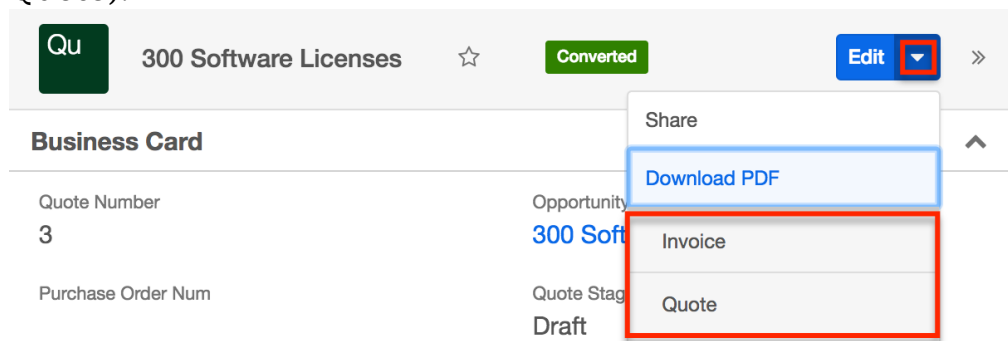 Qu
300 Software Licenses
Converted
Edit
Share
Business Card
Download PDF
Quote Number
Opportunity
3
300 Soft
Invoice
Purchase Order Num
Quote Stag
Quote
Draft